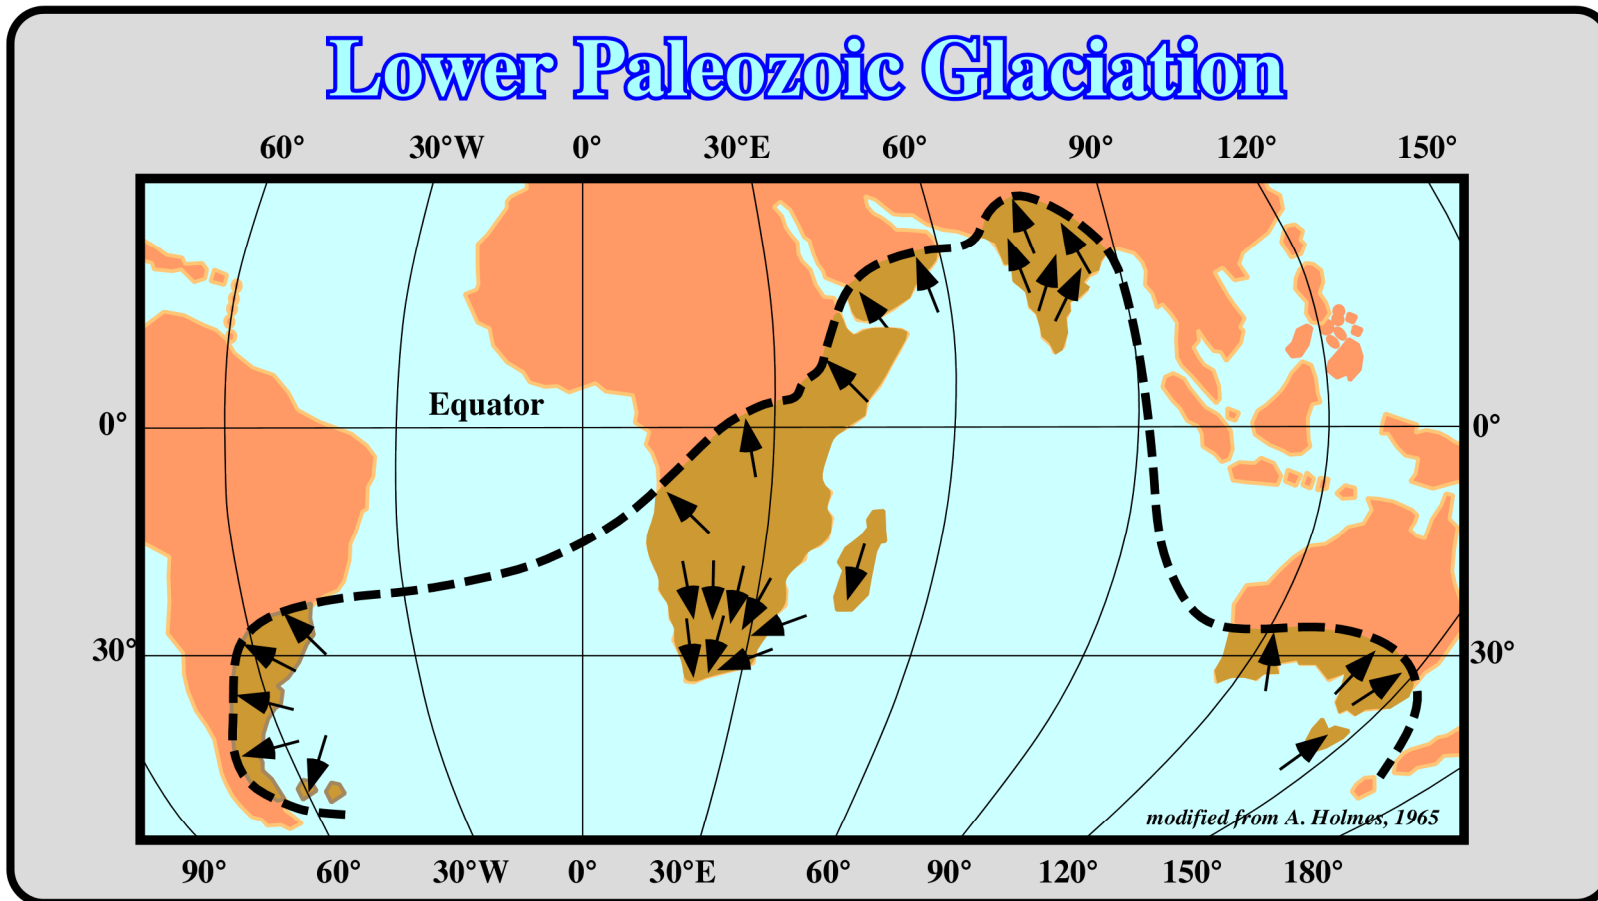 Lower Paleozoic Glaciation
60° 30°W 0° 30°E 60° 90° 120° 150°
Equator
0° 0°
30° 30°
modified from A. Holmes, 1965
90° 60° 30°W 0° 30°E 60° 90° 120° 150° 180°